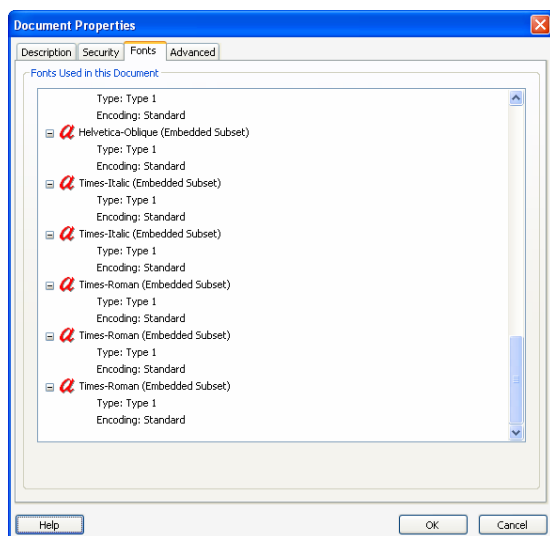 Document Properties
Description Security Fonts Advanced
Fonts Used in this Document
Type: Type 1
Encoding: Standard
Helvetica-Oblique (Embedded Subset)
Type: Type 1
Encoding: Standard
Times-Italic (Embedded Subset)
Type: Type 1
Encoding: Standard
Times-Italic (Embedded Subset)
Type: Type 1
Encoding: Standard
Times-Roman (Embedded Subset)
Type: Type 1
Encoding: Standard
Times-Roman (Embedded Subset)
Type: Type 1
Encoding: Standard
Times-Roman (Embedded Subset)
Type: Type 1
Encoding: Standard
Help OK Cancel